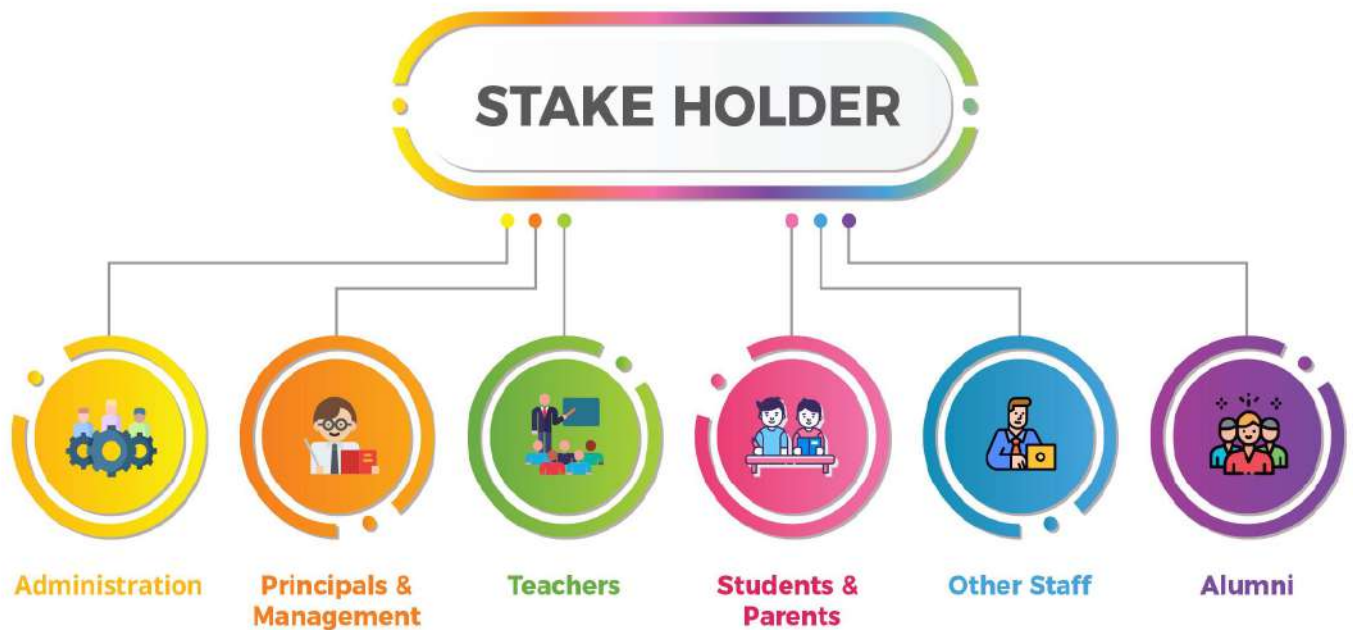 STAKE HOLDER
Administration
Principals &
Management
Teachers
Students &
Parents
Other Staff
Alumni